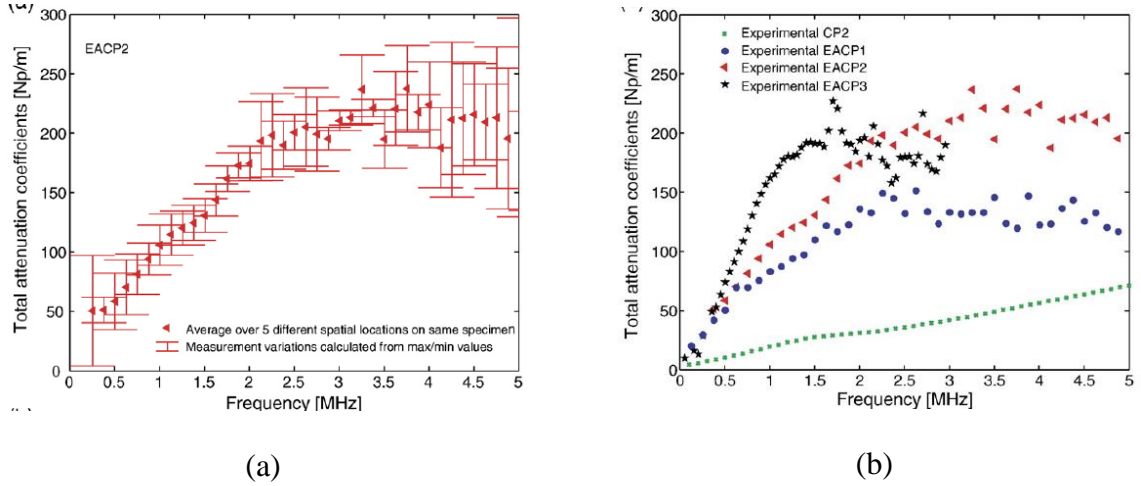 (a)
300
250
200
150
100
50
0
Total attenuation coefficients [Np/m]
EACP2
Average over 5 different spatial locations on same specimen
Measurement variations calculated from max/min values
0 0.5 1 1.5 2 2.5 3 3.5 4 4.5 5
Frequency [MHz]
(a)
300
250
200
150
100
50
0
Total attenuation coefficients [Np/m]
Experimental CP2
Experimental EACP1
Experimental EACP2
Experimental EACP3
0 0.5 1 1.5 2 2.5 3 3.5 4 4.5 5
Frequency [MHz]
(b)